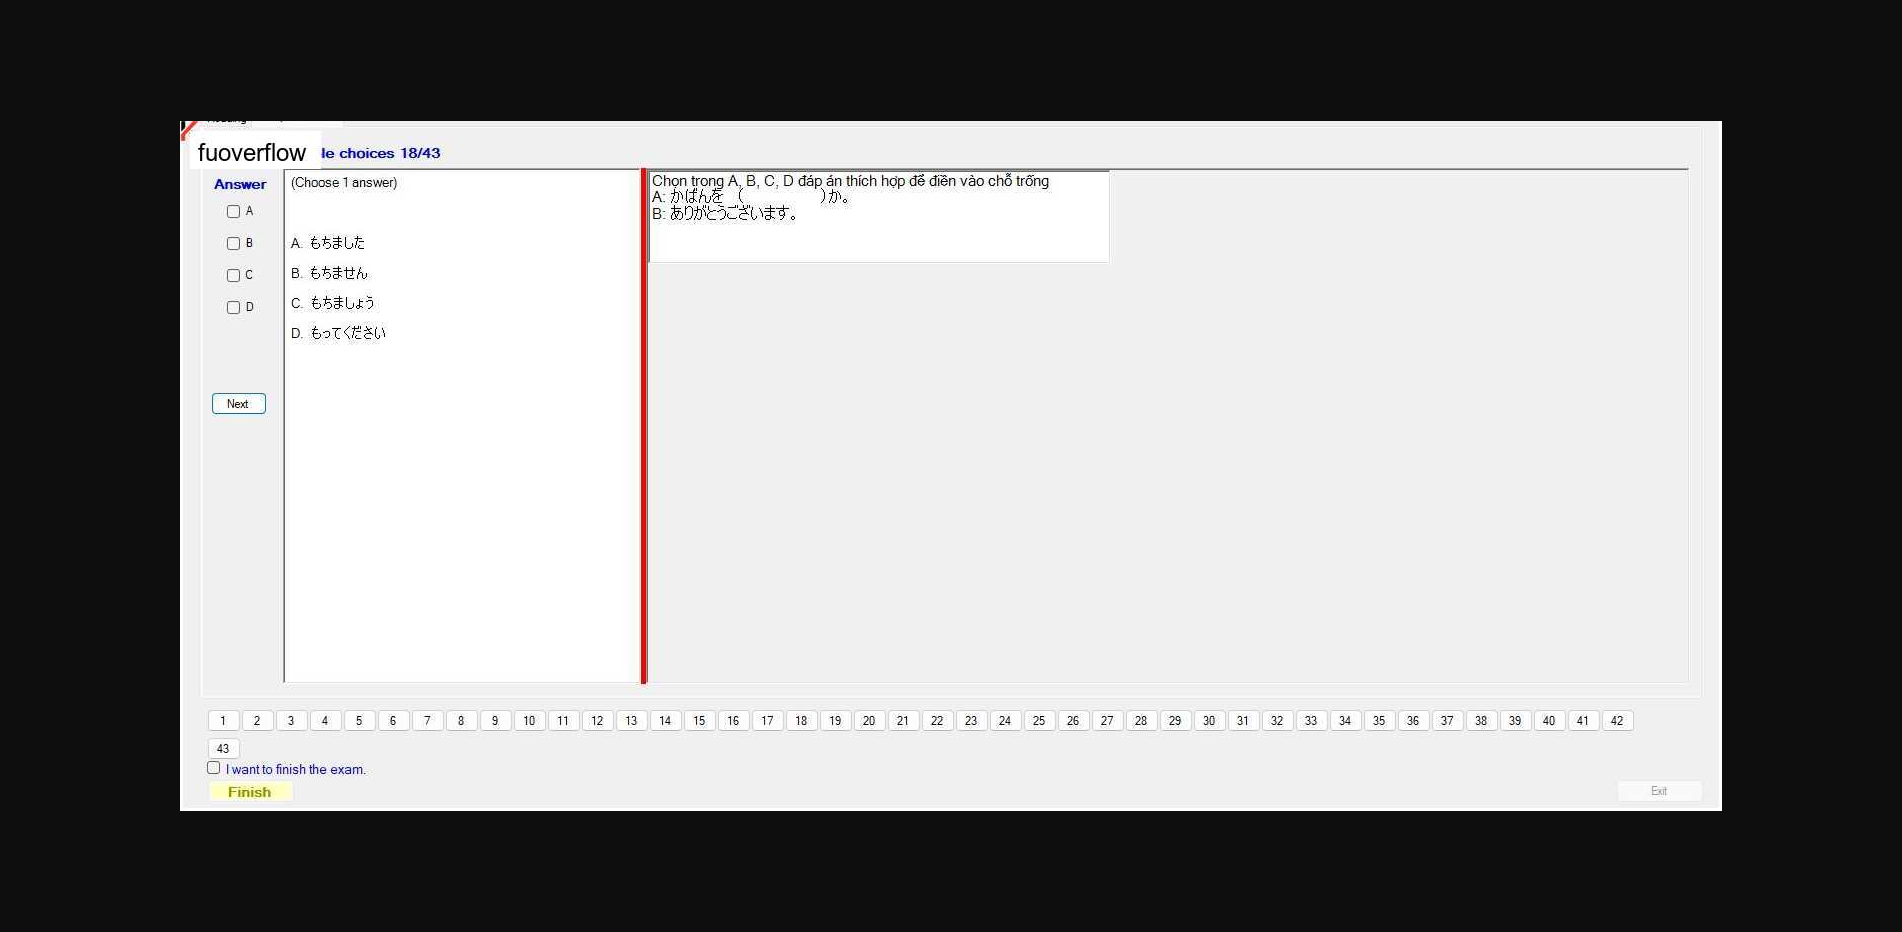 fuoverflow
le choices 18/43
Answer
A
B
C
D
Next
(Choose 1 answer)
A. もちました
B. もちません
C. もちましょう
D. もってください
Chọn trong A, B, C, D đáp án thích hợp để điền vào chỗ trống
A: かばんを ( )か。
B: ありがとうございます。
1 2 3 4 5 6 7 8 9 10 11 12 13 14 15 16 17 18 19 20 21 22 23 24 25 26 27 28 29 30 31 32 33 34 35 36 37 38 39 40 41 42
43
I want to finish the exam.
Finish
Exit